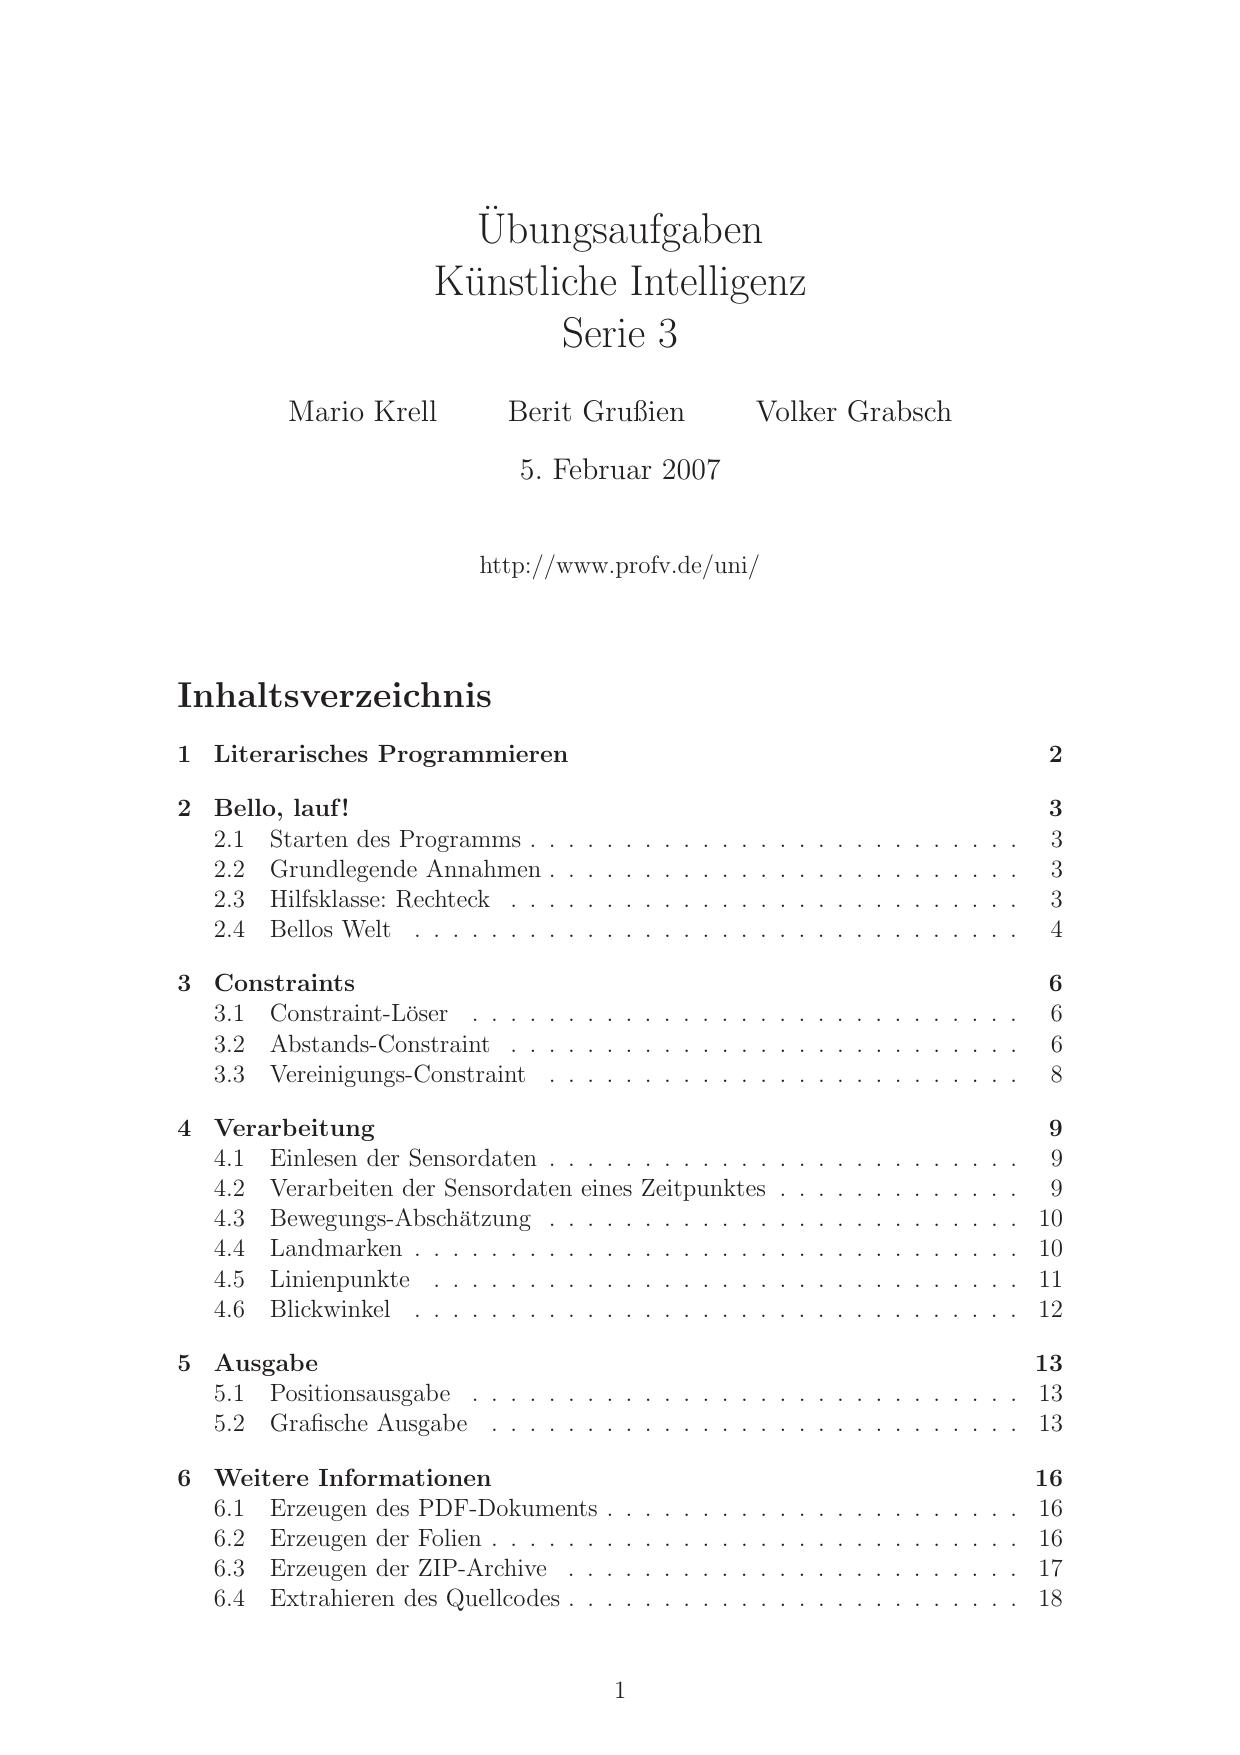 Übungsaufgaben
Künstliche Intelligenz
Serie 3
Mario Krell Berit Grußien Volker Grabsch
5. Februar 2007
http://www.profv.de/uni/
Inhaltsverzeichnis
1 Literarisches Programmieren 2
2 Bello, lauf! 3
2.1 Starten des Programms . . . . . . . . . . . . . . . . . . . . . . . . . . 3
2.2 Grundlegende Annahmen . . . . . . . . . . . . . . . . . . . . . . . . . 3
2.3 Hilfsklasse: Rechteck . . . . . . . . . . . . . . . . . . . . . . . . . . . 3
2.4 Bellos Welt . . . . . . . . . . . . . . . . . . . . . . . . . . . . . . . . 4
3 Constraints 6
3.1 Constraint-Löser . . . . . . . . . . . . . . . . . . . . . . . . . . . . . 6
3.2 Abstands-Constraint . . . . . . . . . . . . . . . . . . . . . . . . . . . 6
3.3 Vereinigungs-Constraint . . . . . . . . . . . . . . . . . . . . . . . . . 8
4 Verarbeitung 9
4.1 Einlesen der Sensordaten . . . . . . . . . . . . . . . . . . . . . . . . . 9
4.2 Verarbeiten der Sensordaten eines Zeitpunktes . . . . . . . . . . . . . 9
4.3 Bewegungs-Abschätzung . . . . . . . . . . . . . . . . . . . . . . . . . 10
4.4 Landmarken . . . . . . . . . . . . . . . . . . . . . . . . . . . . . . . . 10
4.5 Linienpunkte . . . . . . . . . . . . . . . . . . . . . . . . . . . . . . . 11
4.6 Blickwinkel . . . . . . . . . . . . . . . . . . . . . . . . . . . . . . . . 12
5 Ausgabe 13
5.1 Positionsausgabe . . . . . . . . . . . . . . . . . . . . . . . . . . . . . 13
5.2 Grafische Ausgabe . . . . . . . . . . . . . . . . . . . . . . . . . . . . 13
6 Weitere Informationen 16
6.1 Erzeugen des PDF-Dokuments . . . . . . . . . . . . . . . . . . . . . . 16
6.2 Erzeugen der Folien . . . . . . . . . . . . . . . . . . . . . . . . . . . . 16
6.3 Erzeugen der ZIP-Archive . . . . . . . . . . . . . . . . . . . . . . . . 17
6.4 Extrahieren des Quellcodes . . . . . . . . . . . . . . . . . . . . . . . . 18
1